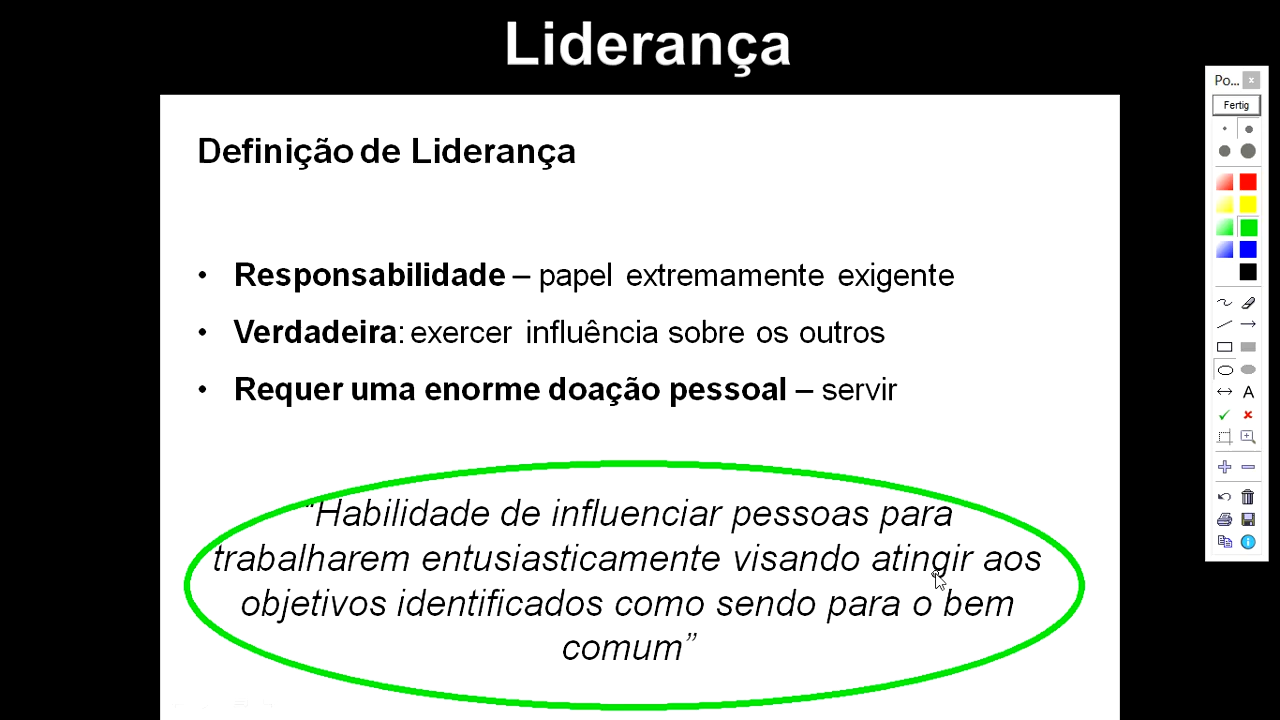 Liderança
Definição de Liderança
• Responsabilidade – papel extremamente exigente
• Verdadeira: exercer influência sobre os outros
• Requer uma enorme doação pessoal – servir
“Habilidade de influenciar pessoas para
trabalharem entusiasticamente visando atingir aos
objetivos identificados como sendo para o bem
comum”
Po...
Fertig
A